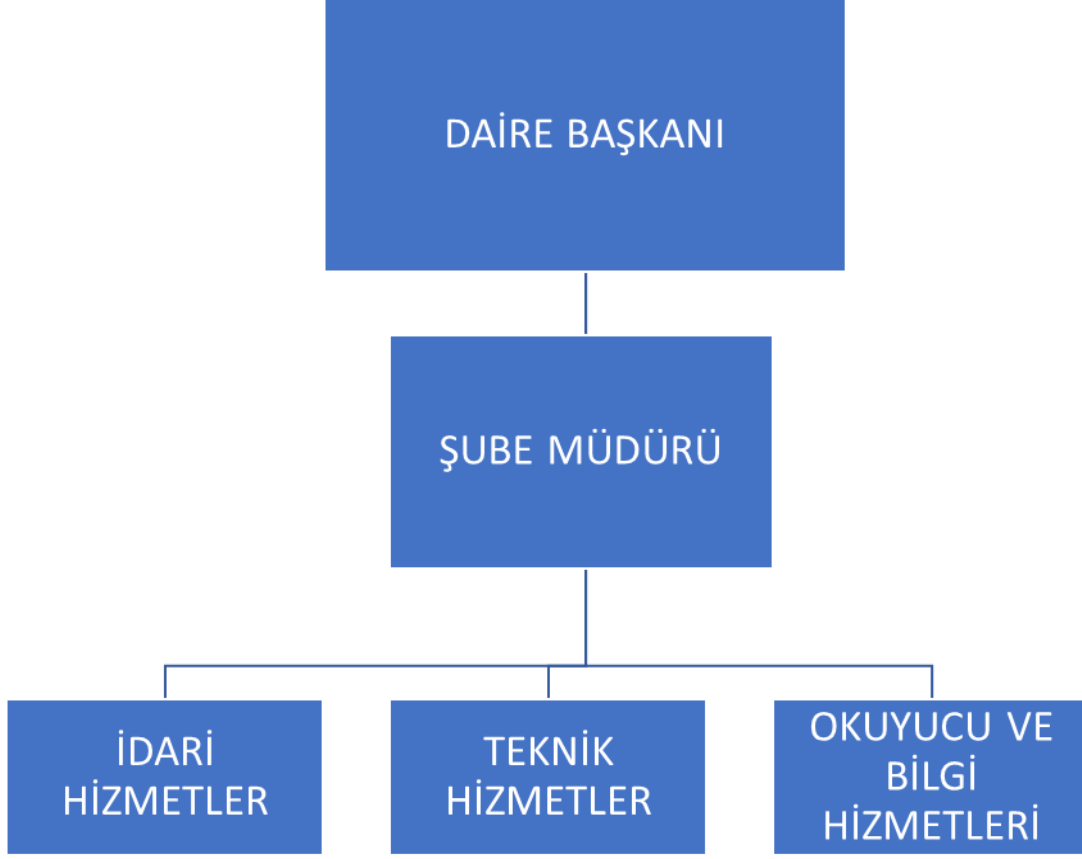 DAİRE BAŞKANI
ŞUBE MÜDÜRÜ
İDARİ
HİZMETLER
TEKNİK
HİZMETLER
OKUYUCU VE
BİLGİ
HİZMETLERİ